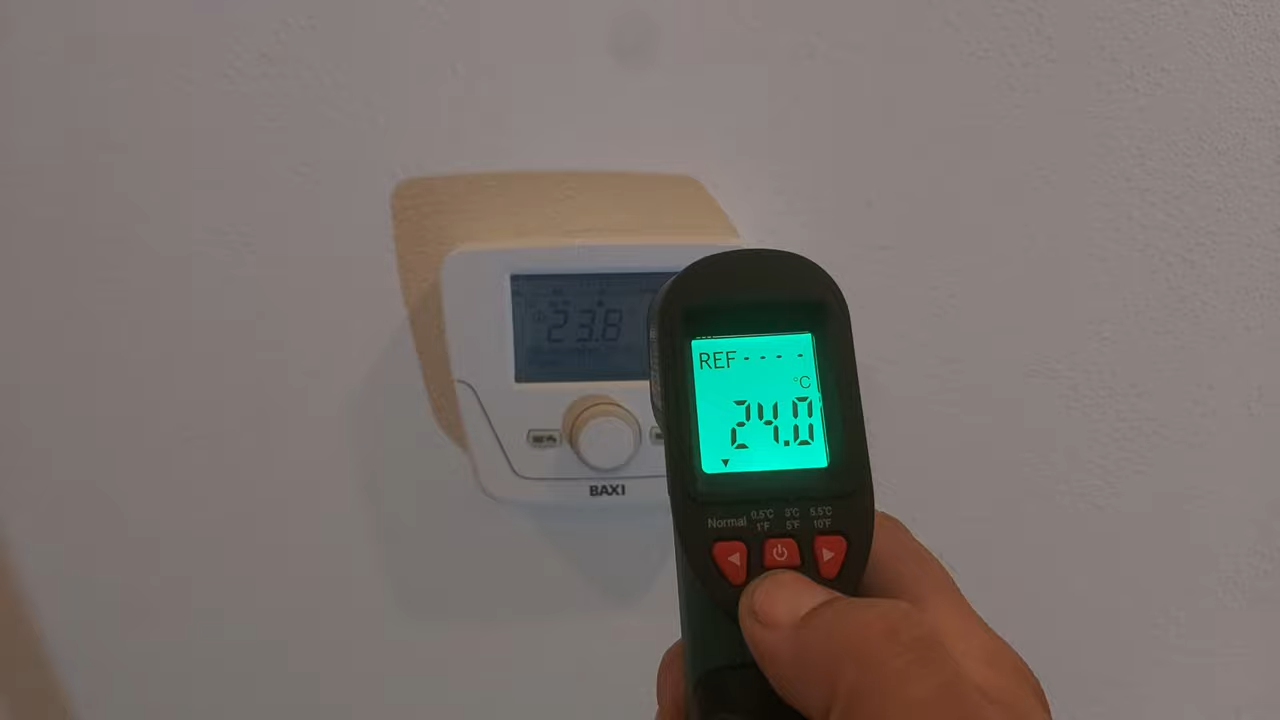 23.8
BAXI
REF----
°C
24.0
Normal 0.5°C 3°C 5.5°C
1°F 5°F 10°F